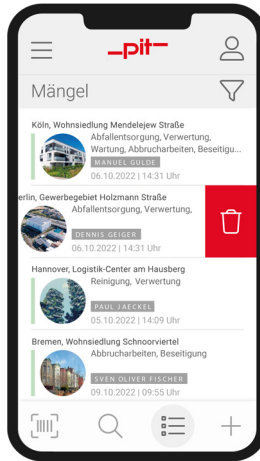 pit
Mängel
Köln, Wohnsiedlung Mendelejew Straße
Abfallentsorgung, Verwertung,
Wartung, Abbrucharbeiten, Beseitigu...
MANUEL GULDE
06.10.2022 | 14:31 Uhr
erlin, Gewerbegebiet Holzmann Straße
Abfallentsorgung, Verwertung,
DENNIS GEIGER
06.10.2022 | 14:31 Uhr
Hannover, Logistik-Center am Hausberg
Reinigung, Verwertung
PAUL JAECKEL
05.10.2022 | 14:09 Uhr
Bremen, Wohnsiedlung Schnoorviertel
Abbrucharbeiten, Beseitigung
SVEN OLIVER FISCHER
09.10.2022 | 09:55 Uhr